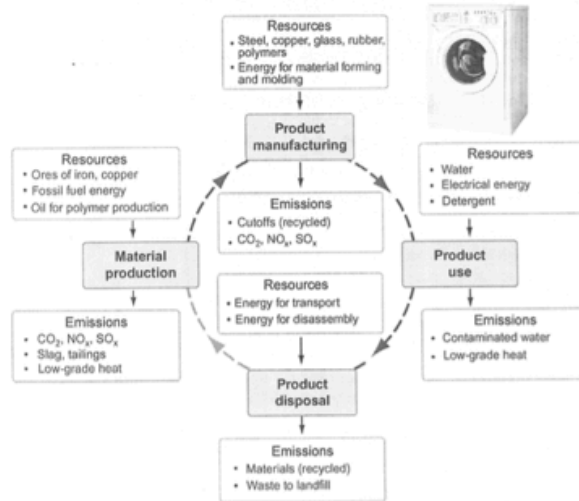 Resources
• Steel, copper, glass, rubber,
polymers
• Energy for material forming
and molding
Product
manufacturing
Resources
• Ores of iron, copper
• Fossil fuel energy
• Oil for polymer production
Emissions
• Cutoffs (recycled)
• CO₂, NOₓ, SOₓ
Resources
• Water
• Electrical energy
• Detergent
Material
production
Resources
• Energy for transport
• Energy for disassembly
Product
use
Emissions
• CO₂, NOₓ, SOₓ
• Slag, tailings
• Low-grade heat
Emissions
• Contaminated water
• Low-grade heat
Product
disposal
Emissions
• Materials (recycled)
• Waste to landfill